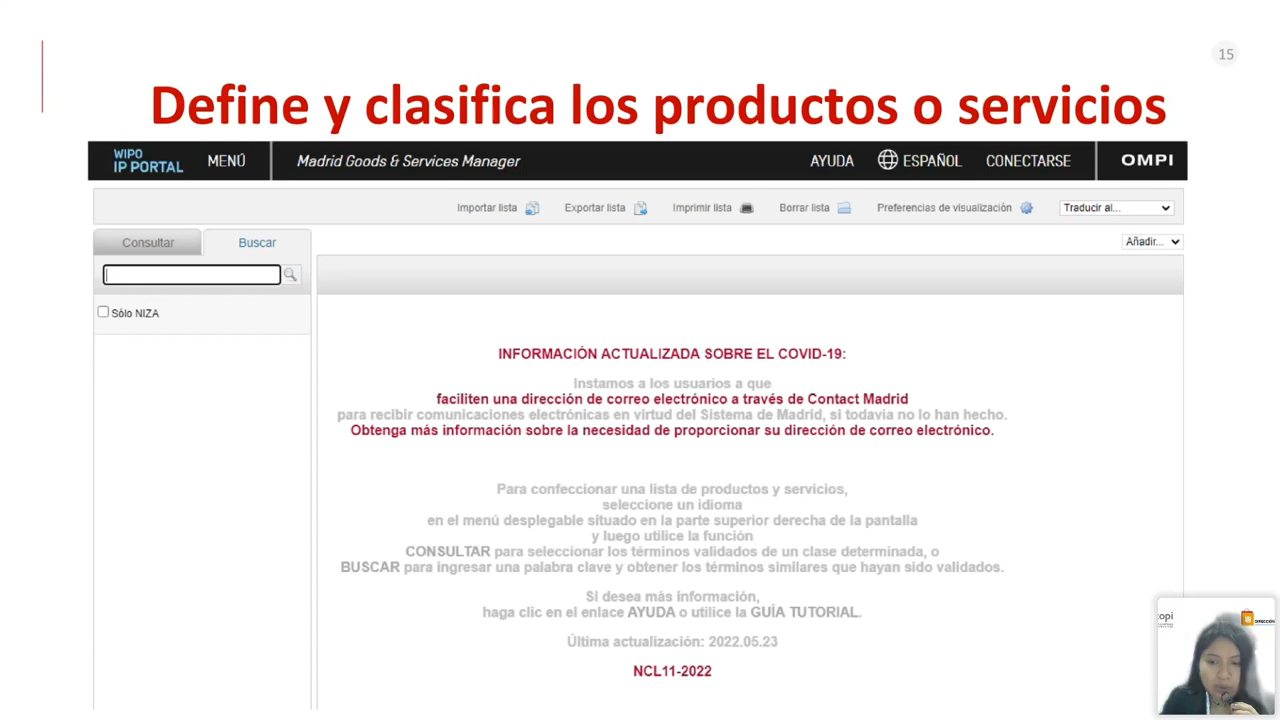 15
Define y clasifica los productos o servicios
WIPO
IP PORTAL
MENÚ
Madrid Goods & Services Manager
AYUDA
ESPAÑOL
CONECTARSE
OMPI
Importar lista
Exportar lista
Imprimir lista
Borrar lista
Preferencias de visualización
Traducir al...
Consultar
Buscar
Añadir...
Sólo NIZA
INFORMACIÓN ACTUALIZADA SOBRE EL COVID-19:
Instamos a los usuarios a que
faciliten una dirección de correo electrónico a través de Contact Madrid
para recibir comunicaciones electrónicas en virtud del Sistema de Madrid, si todavía no lo han hecho.
Obtenga más información sobre la necesidad de proporcionar su dirección de correo electrónico.
Para confeccionar una lista de productos y servicios,
seleccione un idioma
en el menú desplegable situado en la parte superior derecha de la pantalla
y luego utilice la función
CONSULTAR para seleccionar los términos validados de un clase determinada, o
BUSCAR para ingresar una palabra clave y obtener los términos similares que hayan sido validados.
Si desea más información,
haga clic en el enlace AYUDA o utilice la GUÍA TUTORIAL.
Última actualización: 2022.05.23
NCL11-2022
copi
DIRECCIÓN